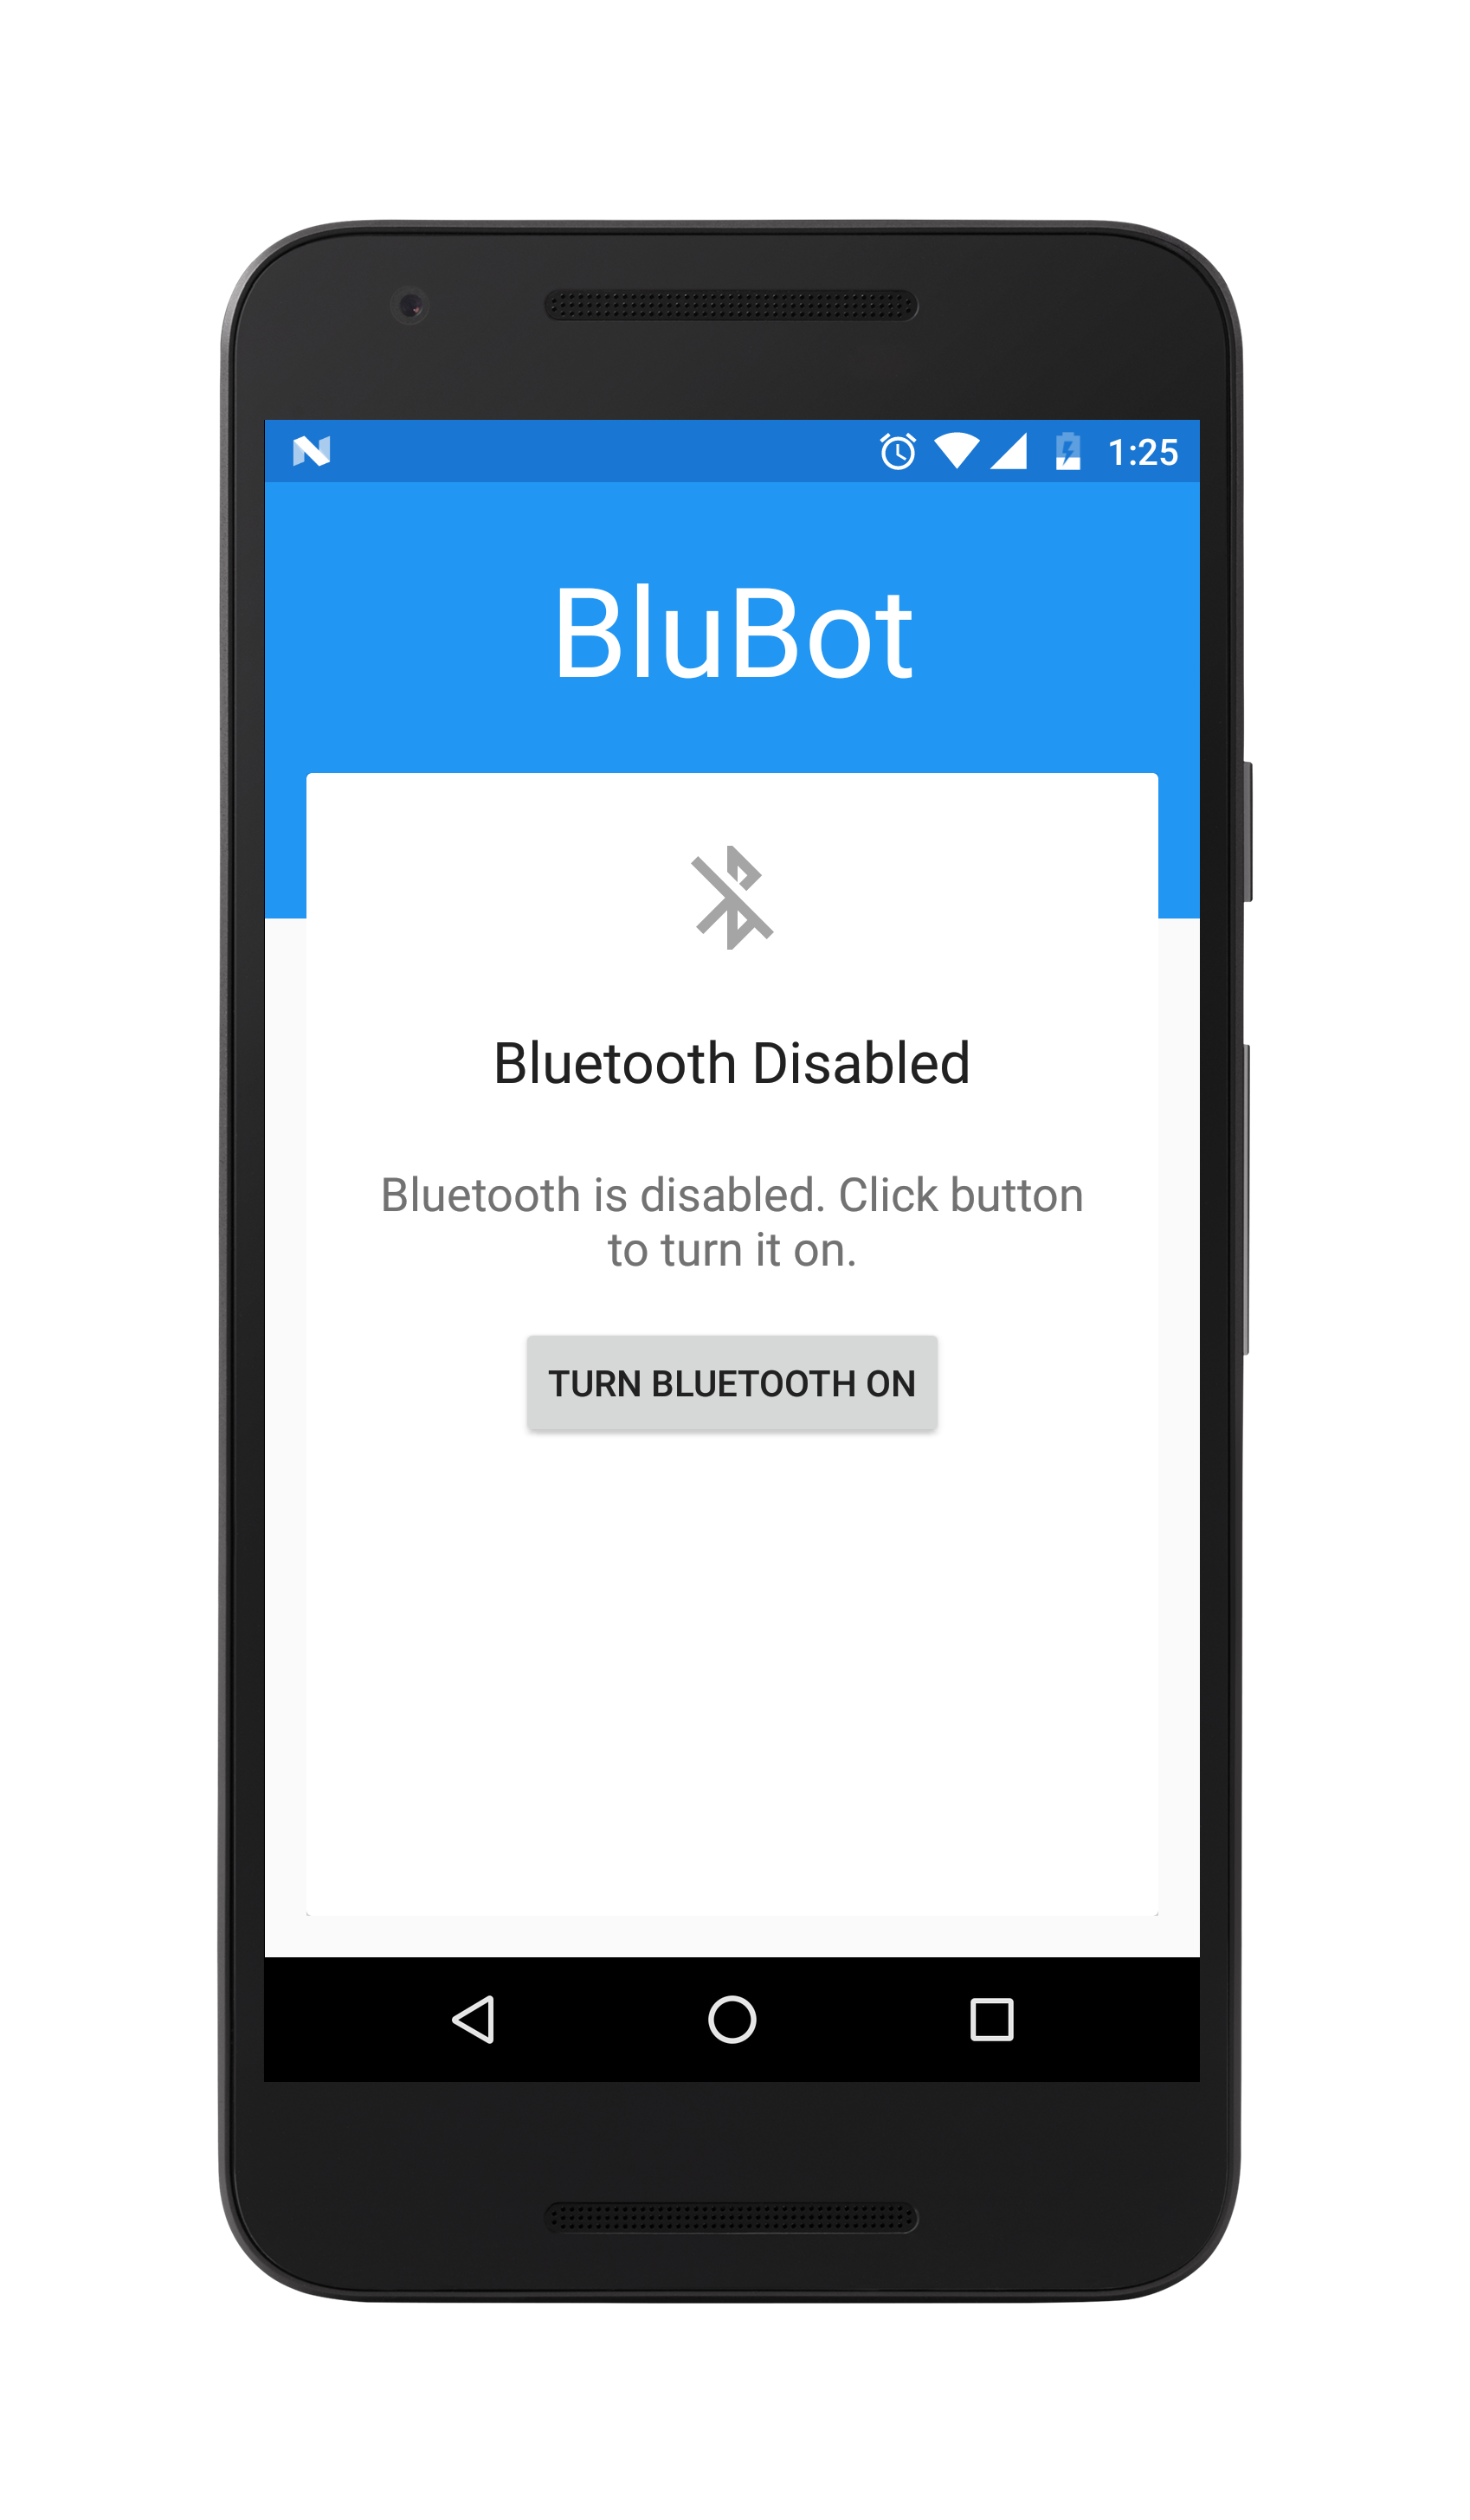 1:25
BluBot
Bluetooth Disabled
Bluetooth is disabled. Click button
to turn it on.
TURN BLUETOOTH ON